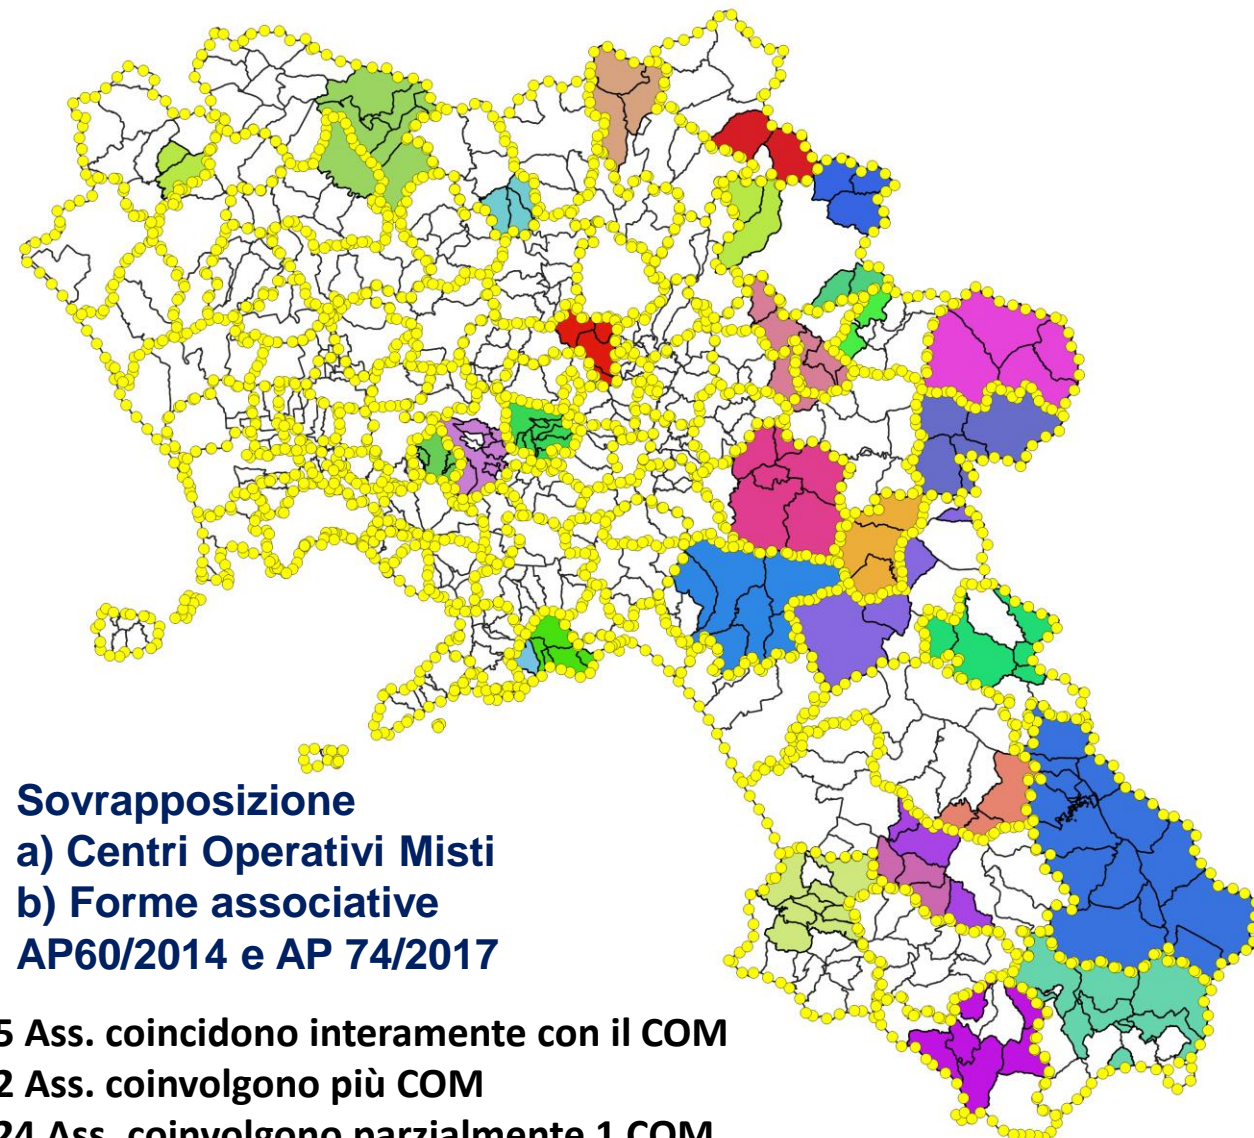 Sovrapposizione
a) Centri Operativi Misti
b) Forme associative
AP60/2014 e AP 74/2017
5 Ass. coincidono interamente con il COM
2 Ass. coinvolgono più COM
24 Ass. coinvolgono parzialmente 1 COM